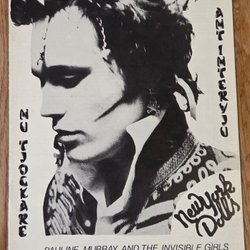 NU TJOCKARE
ANT INTERVJU
New York
Dolls
PAULINE MURRAY AND THE INVISIBLE GIRLS